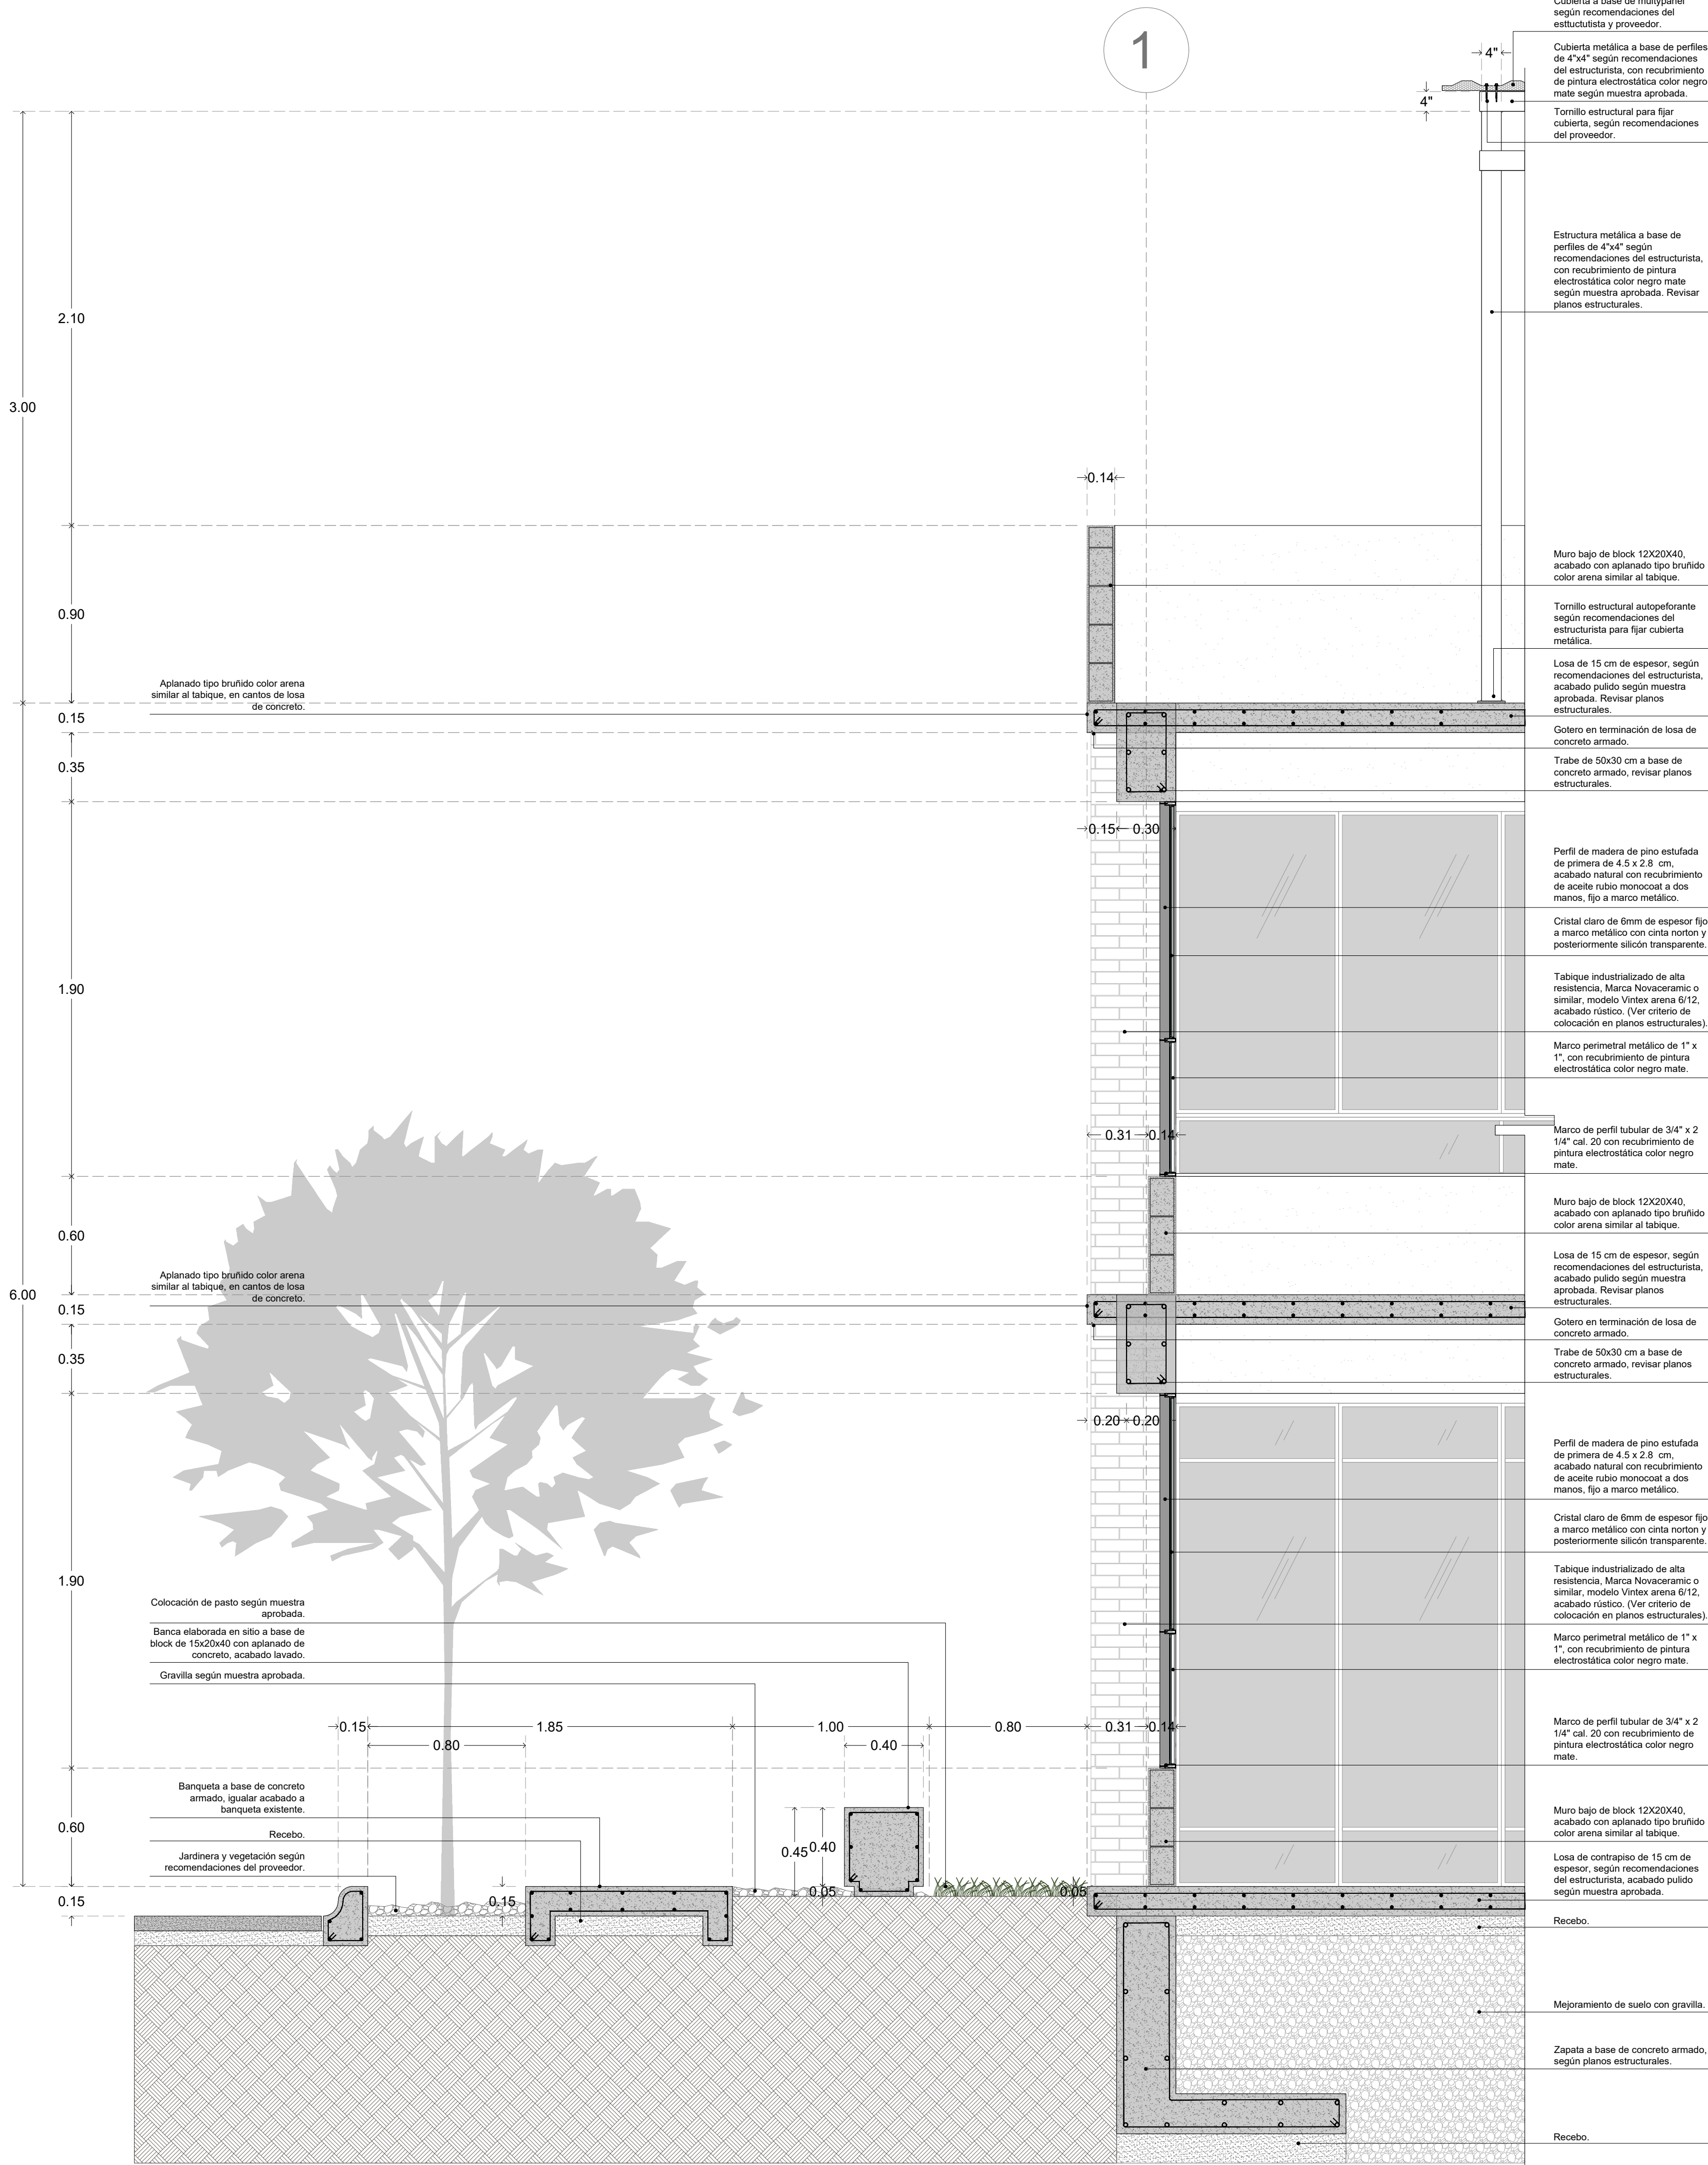 Cubierta a base de multypanel
según recomendaciones del
esttuctutista y proveedor.
1
4"
Cubierta metálica a base de perfiles
de 4"x4" según recomendaciones
del estructurista, con recubrimiento
de pintura electrostática color negro
mate según muestra aprobada.
4"
Tornillo estructural para fijar
cubierta, según recomendaciones
del proveedor.
Estructura metálica a base de
perfiles de 4"x4" según
recomendaciones del estructurista,
con recubrimiento de pintura
electrostática color negro mate
según muestra aprobada. Revisar
planos estructurales.
2.10
3.00
0.14
Muro bajo de block 12X20X40,
acabado con aplanado tipo bruñido
color arena similar al tabique.
0.90
Tornillo estructural autopeforante
según recomendaciones del
estructurista para fijar cubierta
metálica.
Losa de 15 cm de espesor, según
recomendaciones del estructurista,
acabado pulido según muestra
aprobada. Revisar planos
estructurales.
Aplanado tipo bruñido color arena
similar al tabique, en cantos de losa
de concreto.
0.15
Gotero en terminación de losa de
concreto armado.
0.35
Trabe de 50x30 cm a base de
concreto armado, revisar planos
estructurales.
0.15
0.30
Perfil de madera de pino estufada
de primera de 4.5 x 2.8 cm,
acabado natural con recubrimiento
de aceite rubio monocoat a dos
manos, fijo a marco metálico.
Cristal claro de 6mm de espesor fijo
a marco metálico con cinta norton y
posteriormente silicón transparente.
1.90
Tabique industrializado de alta
resistencia, Marca Novaceramic o
similar, modelo Vintex arena 6/12,
acabado rústico. (Ver criterio de
colocación en planos estructurales).
Marco perimetral metálico de 1" x
1", con recubrimiento de pintura
electrostática color negro mate.
0.31
0.14
Marco de perfil tubular de 3/4" x 2
1/4" cal. 20 con recubrimiento de
pintura electrostática color negro
mate.
0.60
Muro bajo de block 12X20X40,
acabado con aplanado tipo bruñido
color arena similar al tabique.
6.00
Aplanado tipo bruñido color arena
similar al tabique, en cantos de losa
de concreto.
Losa de 15 cm de espesor, según
recomendaciones del estructurista,
acabado pulido según muestra
aprobada. Revisar planos
estructurales.
0.15
Gotero en terminación de losa de
concreto armado.
0.35
Trabe de 50x30 cm a base de
concreto armado, revisar planos
estructurales.
0.20
0.20
Perfil de madera de pino estufada
de primera de 4.5 x 2.8 cm,
acabado natural con recubrimiento
de aceite rubio monocoat a dos
manos, fijo a marco metálico.
Cristal claro de 6mm de espesor fijo
a marco metálico con cinta norton y
posteriormente silicón transparente.
1.90
Tabique industrializado de alta
resistencia, Marca Novaceramic o
similar, modelo Vintex arena 6/12,
acabado rústico. (Ver criterio de
colocación en planos estructurales).
Colocación de pasto según muestra
aprobada.
Banca elaborada en sitio a base de
block de 15x20x40 con aplanado de
concreto, acabado lavado.
Marco perimetral metálico de 1" x
1", con recubrimiento de pintura
electrostática color negro mate.
Gravilla según muestra aprobada.
0.15
1.85
1.00
0.80
0.31
0.14
0.80
0.40
Marco de perfil tubular de 3/4" x 2
1/4" cal. 20 con recubrimiento de
pintura electrostática color negro
mate.
Banqueta a base de concreto
armado, igualar acabado a
banqueta existente.
0.60
Recebo.
0.45
0.40
Muro bajo de block 12X20X40,
acabado con aplanado tipo bruñido
color arena similar al tabique.
Jardinera y vegetación según
recomendaciones del proveedor.
Losa de contrapiso de 15 cm de
espesor, según recomendaciones
del estructurista, acabado pulido
según muestra aprobada.
0.15
0.15
0.05
0.05
Recebo.
Mejoramiento de suelo con gravilla.
Zapata a base de concreto armado,
según planos estructurales.
Recebo.